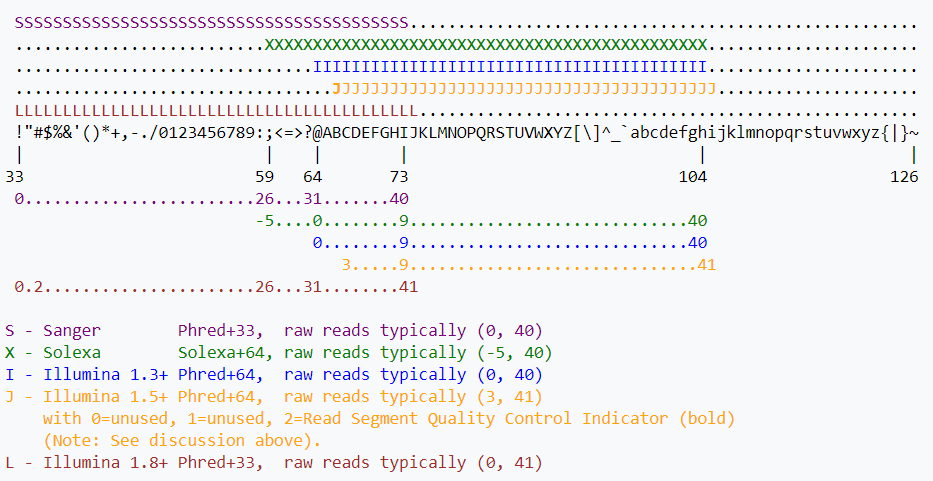 SSSSSSSSSSSSSSSSSSSSSSSSSSSSSSSSSSSSSSSSS.....................................................
..........................XXXXXXXXXXXXXXXXXXXXXXXXXXXXXXXXXXXXXXXXXXXXXX......................
...............................IIIIIIIIIIIIIIIIIIIIIIIIIIIIIIIIIIIIIIIII......................
.................................JJJJJJJJJJJJJJJJJJJJJJJJJJJJJJJJJJJJJJJJ.....................
LLLLLLLLLLLLLLLLLLLLLLLLLLLLLLLLLLLLLLLLLL....................................................
!"#$%&'()*+,-./0123456789:;<=>?@ABCDEFGHIJKLMNOPQRSTUVWXYZ[\]^_`abcdefghijklmnopqrstuvwxyz{|}~
| | | | | |
33 59 64 73 104 126
0........................26...31.......40
-5....0........9.............................40
0........9.............................40
3.....9..............................41
0.2......................26...31........41
S - Sanger Phred+33, raw reads typically (0, 40)
X - Solexa Solexa+64, raw reads typically (-5, 40)
I - Illumina 1.3+ Phred+64, raw reads typically (0, 40)
J - Illumina 1.5+ Phred+64, raw reads typically (3, 41)
with 0=unused, 1=unused, 2=Read Segment Quality Control Indicator (bold)
(Note: See discussion above).
L - Illumina 1.8+ Phred+33, raw reads typically (0, 41)